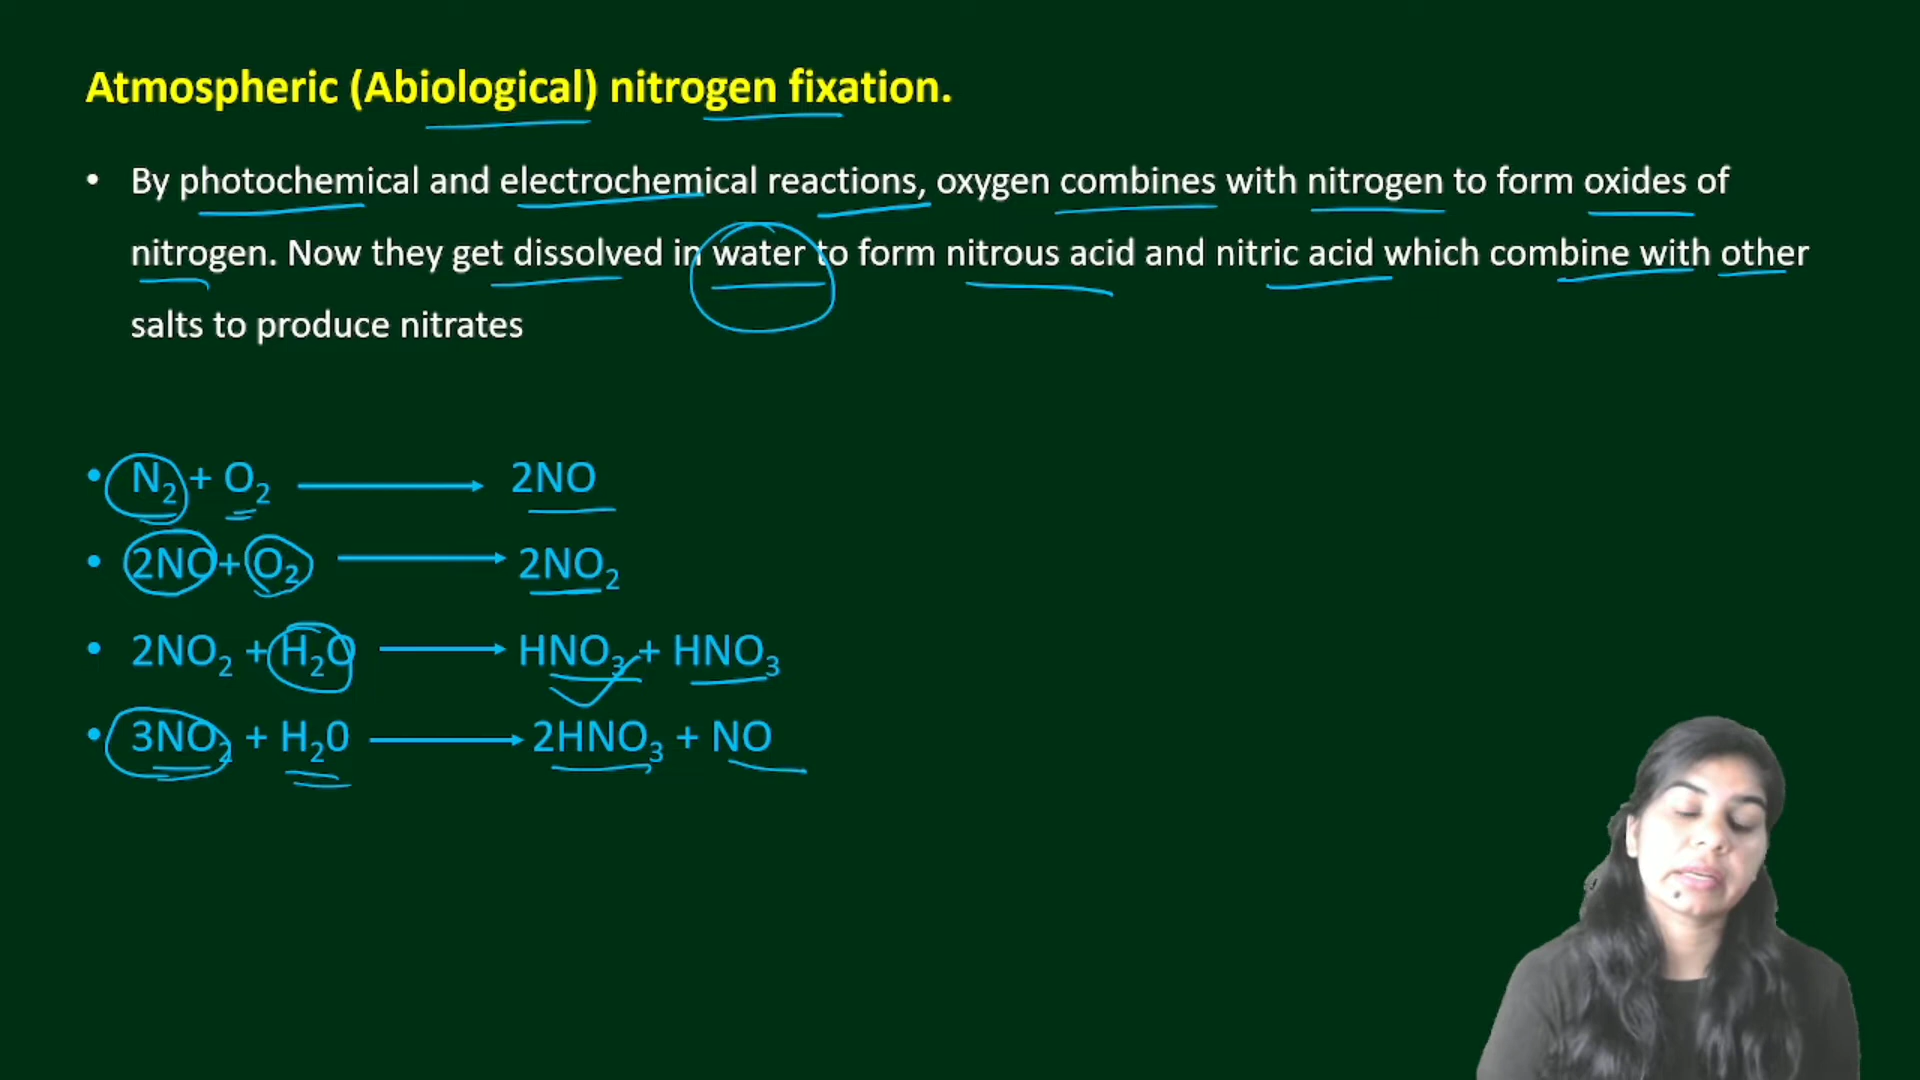 Atmospheric (Abiological) nitrogen fixation.
• By photochemical and electrochemical reactions, oxygen combines with nitrogen to form oxides of
nitrogen. Now they get dissolved in water to form nitrous acid and nitric acid which combine with other
salts to produce nitrates
• N₂ + O₂ ⟶ 2NO
• 2NO+ O₂ ⟶ 2NO₂
• 2NO₂ + H₂O ⟶ HNO₃ + HNO₃
• 3NO₂ + H₂0 ⟶ 2HNO₃ + NO